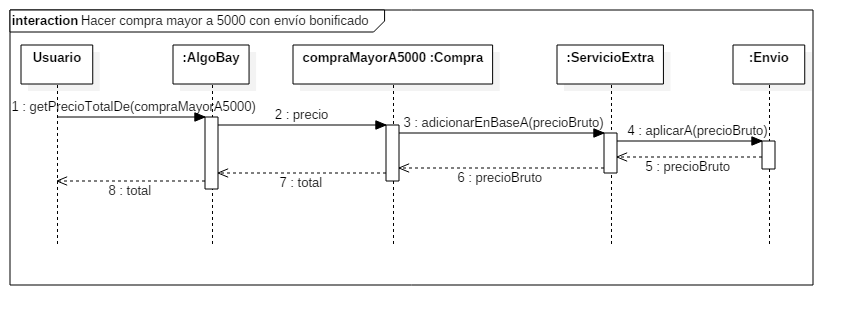 interaction Hacer compra mayor a 5000 con envío bonificado
Usuario
:AlgoBay
compraMayorA5000 :Compra
:ServicioExtra
:Envio
1 : getPrecioTotalDe(compraMayorA5000)
2 : precio
3 : adicionarEnBaseA(precioBruto)
4 : aplicarA(precioBruto)
5 : precioBruto
6 : precioBruto
7 : total
8 : total